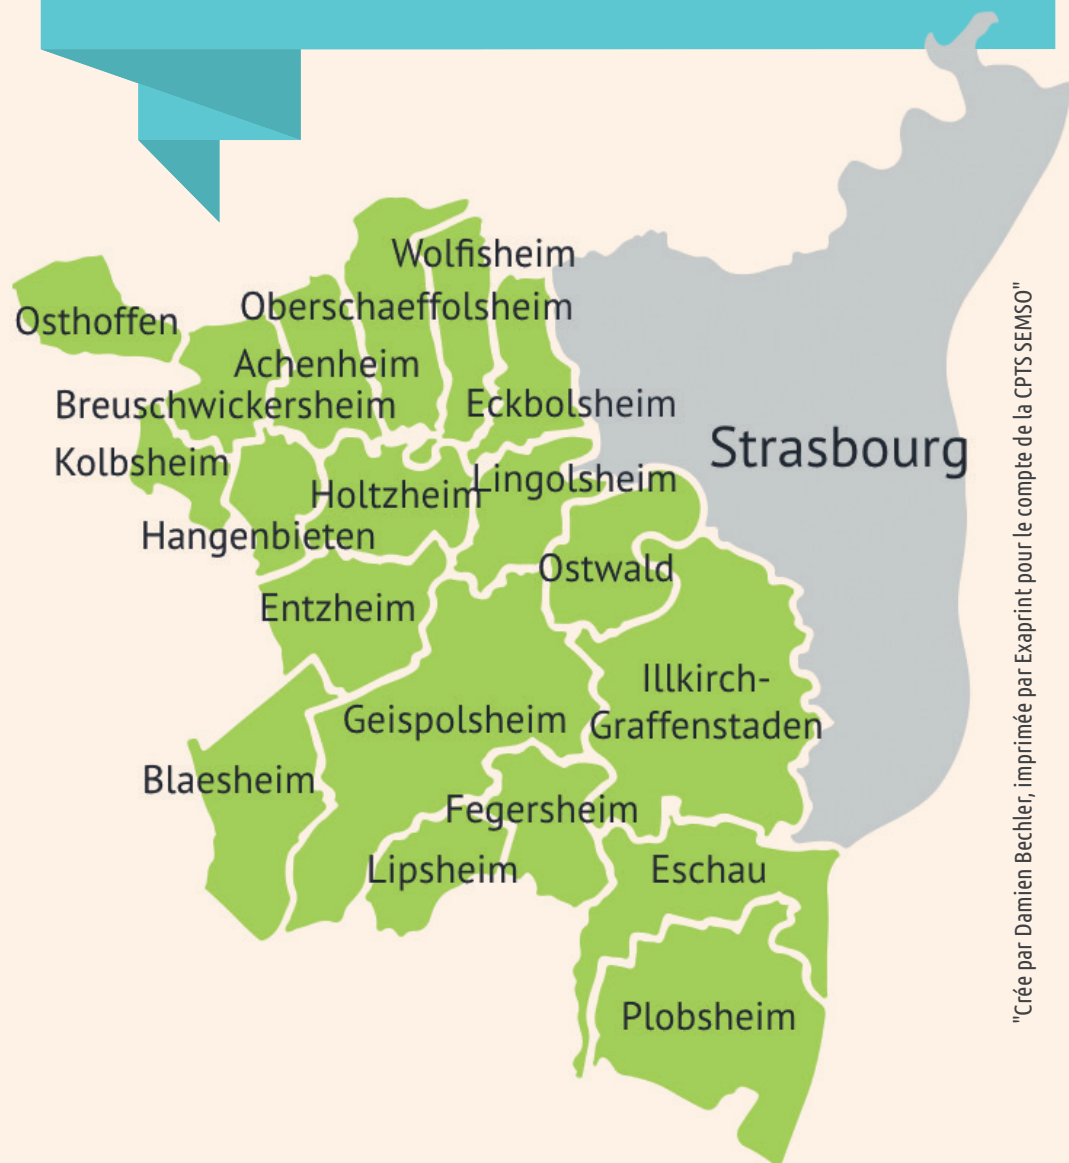 Wolfisheim
Oberschaeffolsheim
Osthoffen
Achenheim
Breuschwickersheim
Eckbolsheim
Strasbourg
Kolbsheim
Lingolsheim
Holtzheim
Hangenbieten
Ostwald
Entzheim
Illkirch-
Graffenstaden
Geispolsheim
Blaesheim
Fegersheim
Lipsheim
Eschau
Plobsheim
"Crée par Damien Bechler, imprimée par Exaprint pour le compte de la CPTS SEMSO"